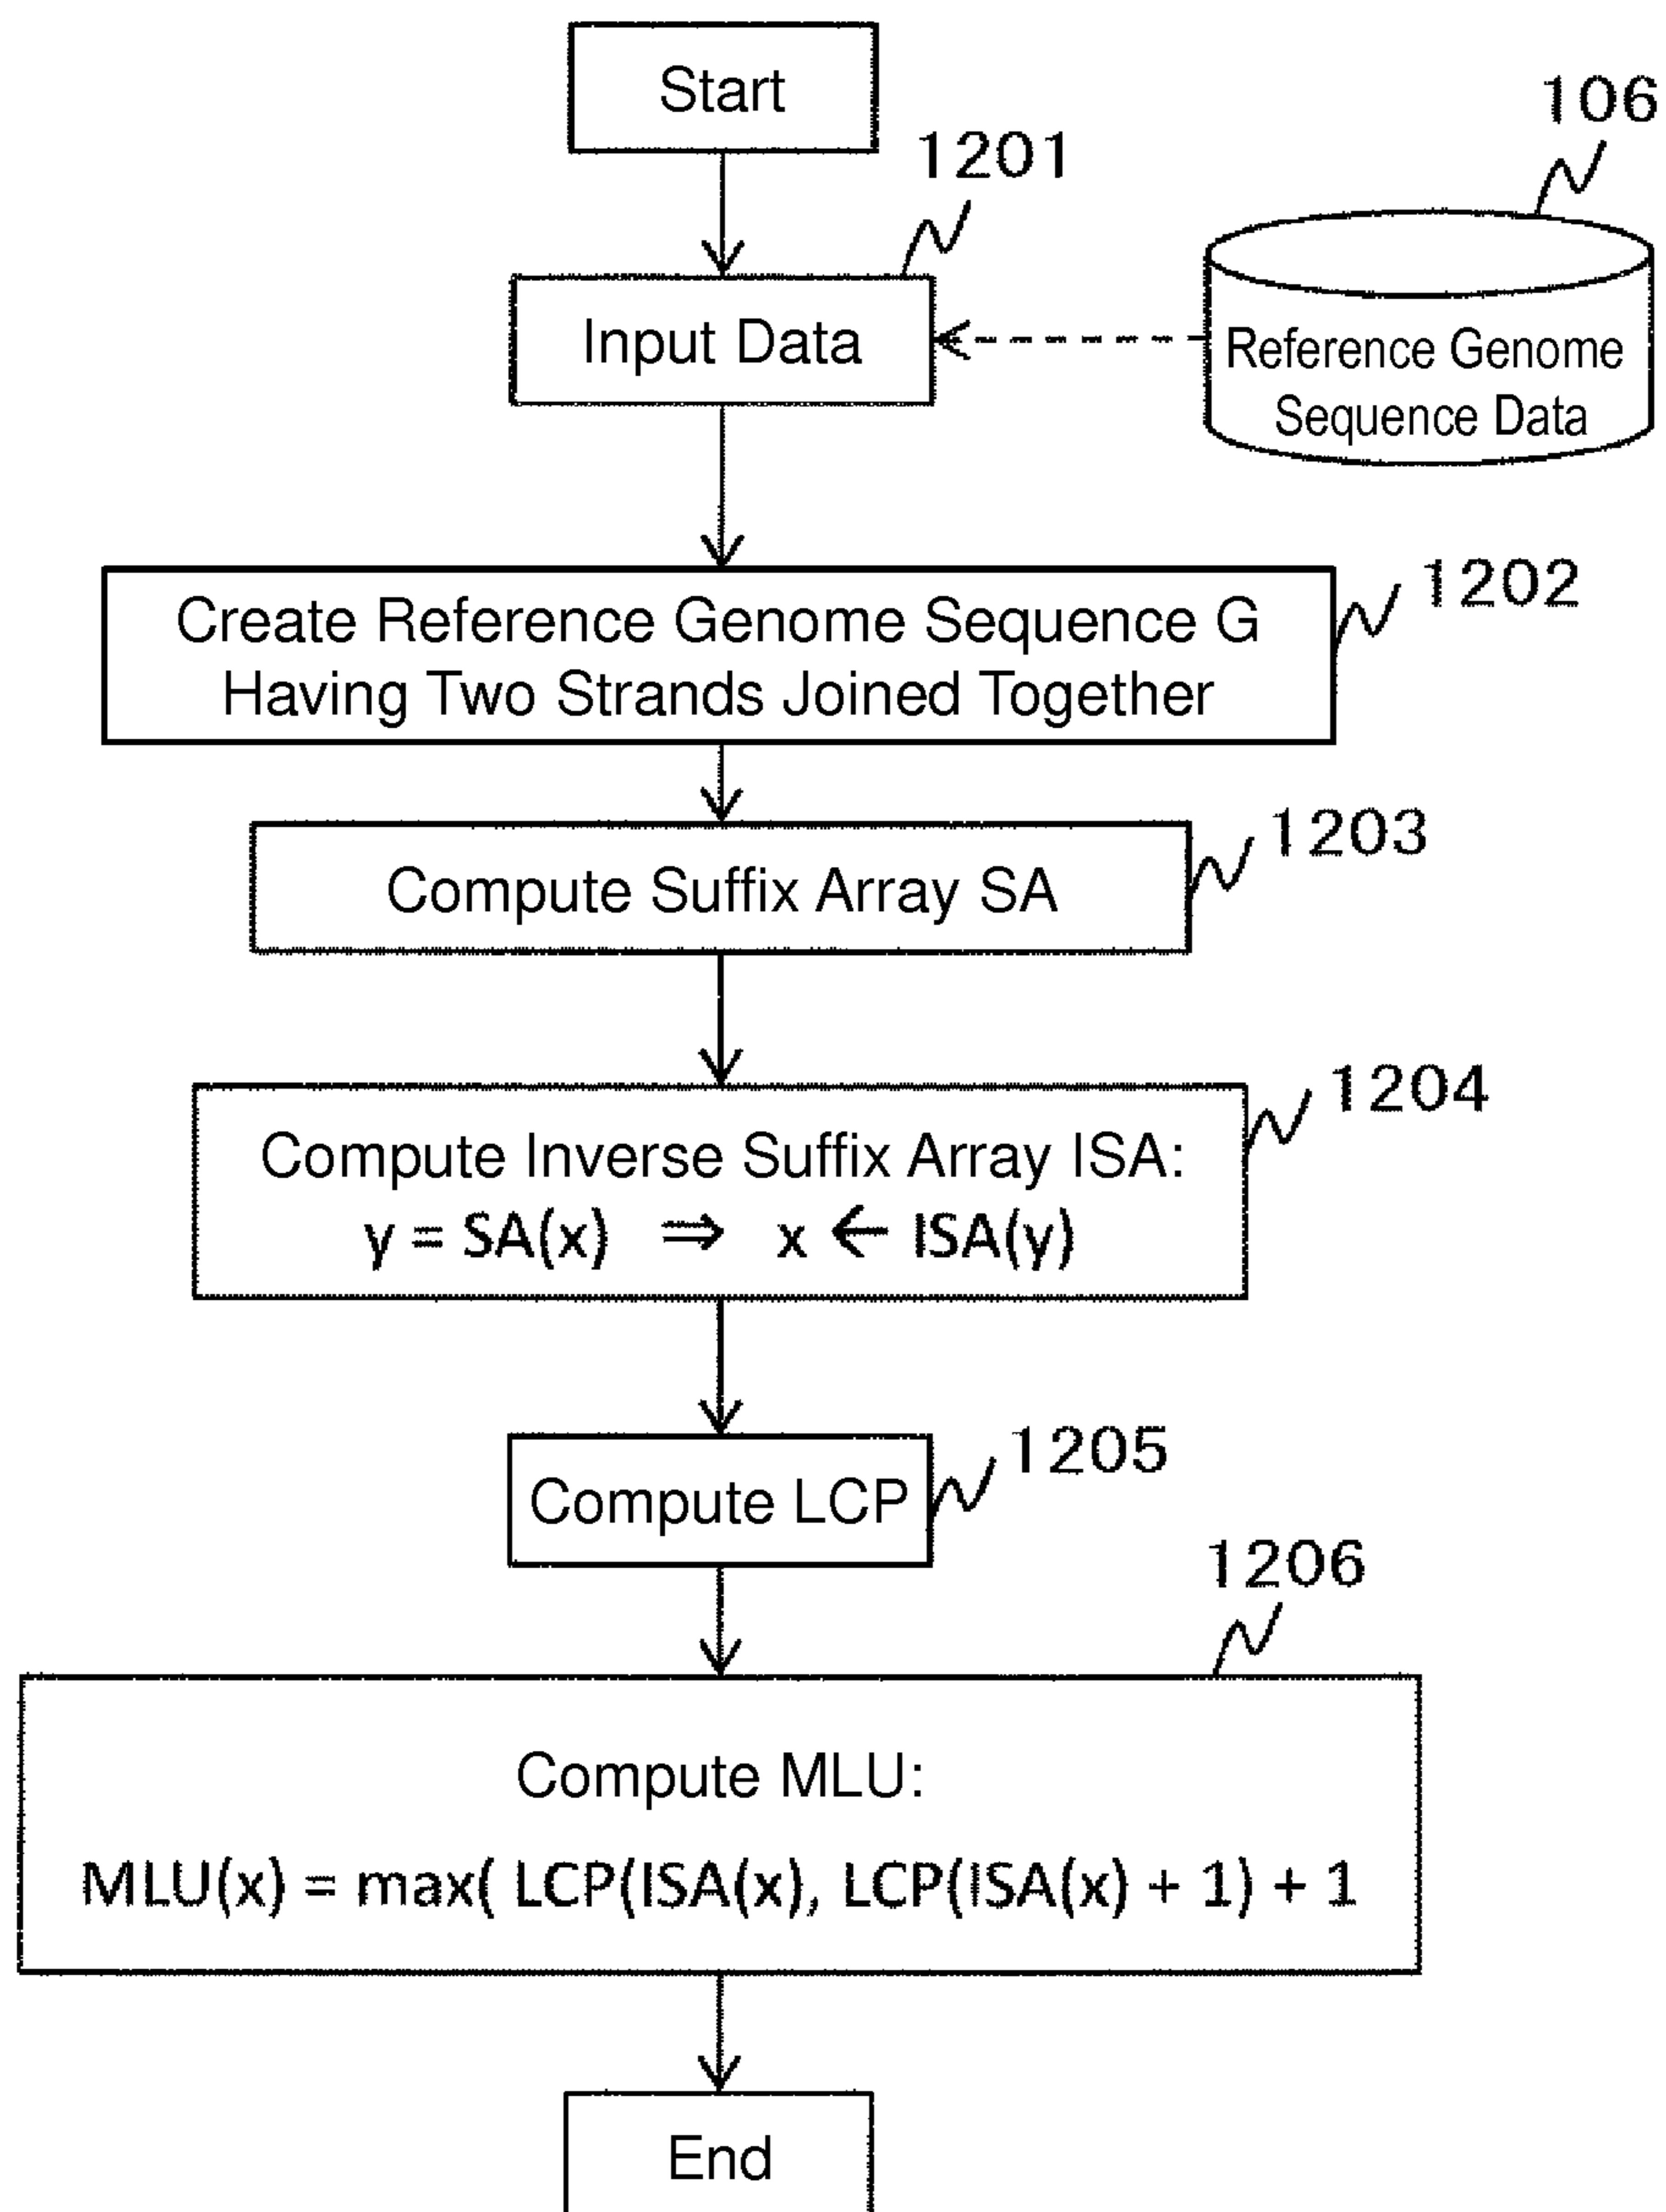 Start
106
1201
Input Data
Reference Genome
Sequence Data
1202
Create Reference Genome Sequence G
Having Two Strands Joined Together
1203
Compute Suffix Array SA
1204
Compute Inverse Suffix Array ISA:
y = SA(x) ⇒ x ← ISA(y)
1205
Compute LCP
1206
Compute MLU:
MLU(x) = max( LCP(ISA(x), LCP(ISA(x) + 1) + 1
End